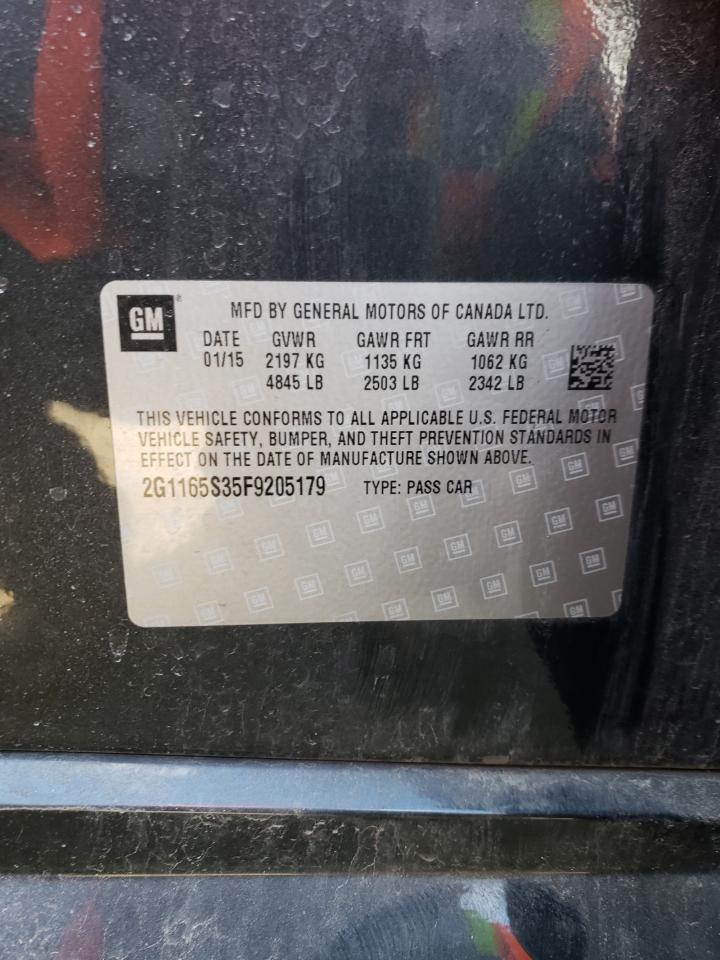 GM ® MFD BY GENERAL MOTORS OF CANADA LTD.
DATE GVWR GAWR FRT GAWR RR
01/15 2197 KG 1135 KG 1062 KG
4845 LB 2503 LB 2342 LB
THIS VEHICLE CONFORMS TO ALL APPLICABLE U.S. FEDERAL MOTOR
VEHICLE SAFETY, BUMPER, AND THEFT PREVENTION STANDARDS IN
EFFECT ON THE DATE OF MANUFACTURE SHOWN ABOVE.
2G1165S35F9205179 TYPE: PASS CAR